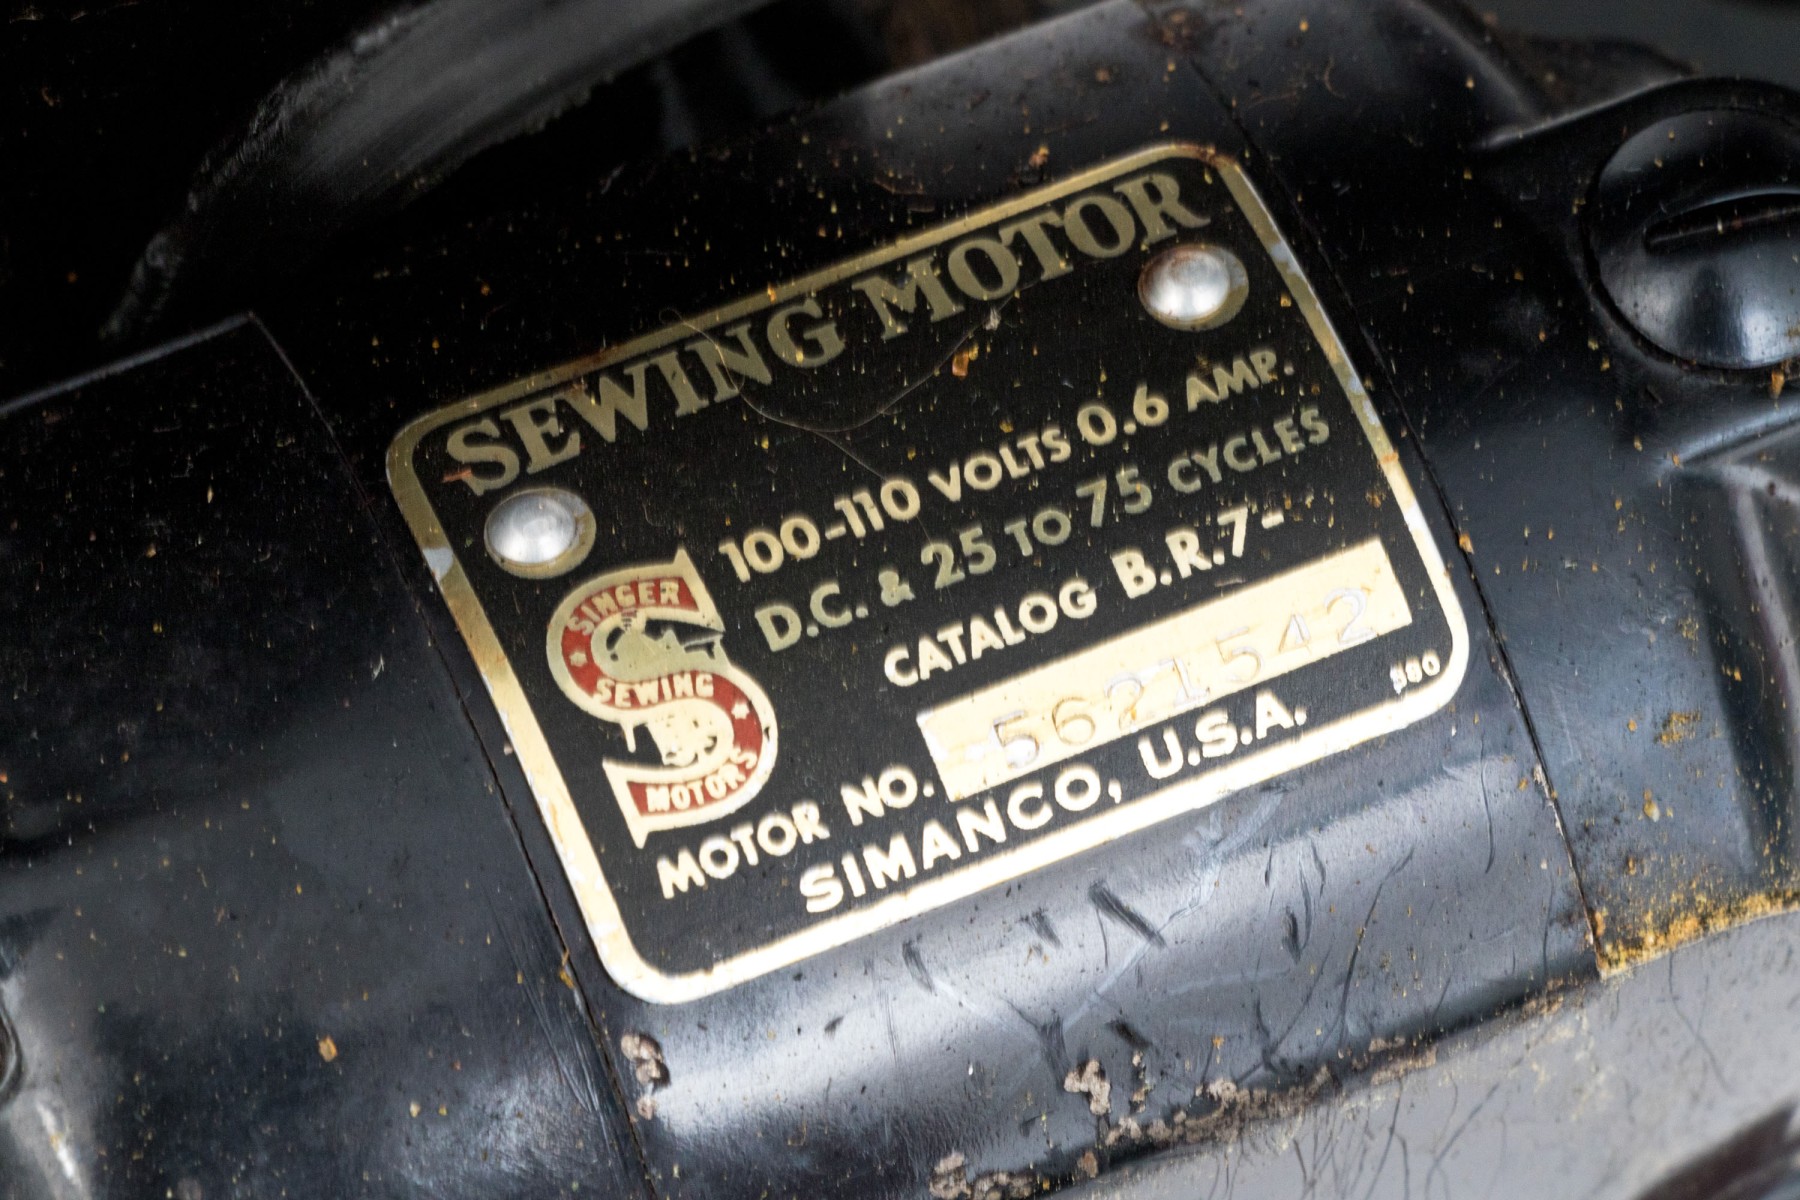 SEWING MOTOR
100-110 VOLTS 0.6 AMP.
D.C. & 25 TO 75 CYCLES
CATALOG B.R.7-
SINGER
SEWING
MOTORS
MOTOR NO. 5621542
SIMANCO, U.S.A.